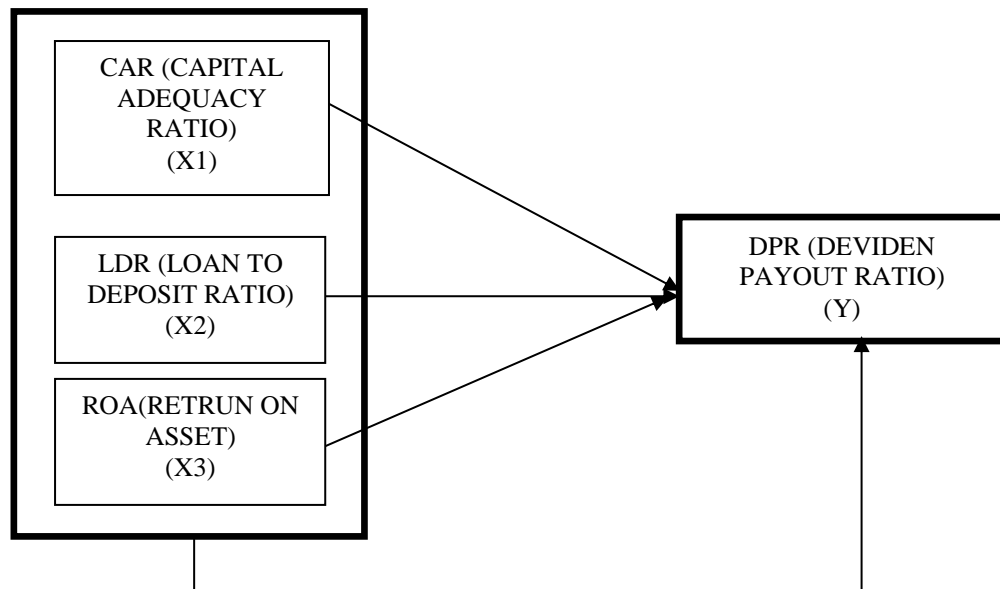 CAR (CAPITAL
ADEQUACY
RATIO)
(X1)
LDR (LOAN TO
DEPOSIT RATIO)
(X2)
ROA(RETRUN ON
ASSET)
(X3)
DPR (DEVIDEN
PAYOUT RATIO)
(Y)